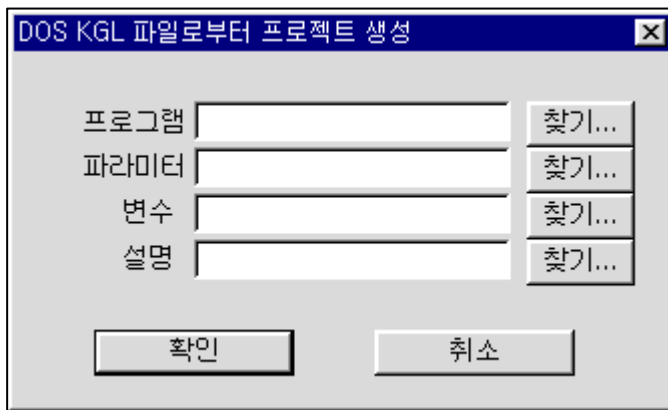 DOS KGL 파일로부터 프로젝트 생성
프로그램 찾기...
파라미터 찾기...
변수 찾기...
설명 찾기...
확인 취소